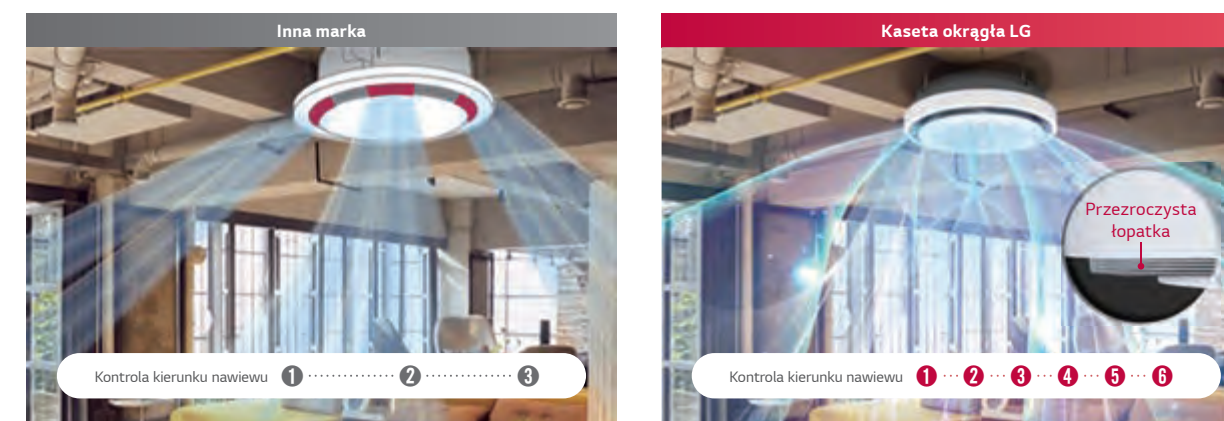 Inna marka
Kontrola kierunku nawiewu 1 2 3
Kaseta okrągła LG
Przezroczysta
łopatka
Kontrola kierunku nawiewu 1 2 3 4 5 6